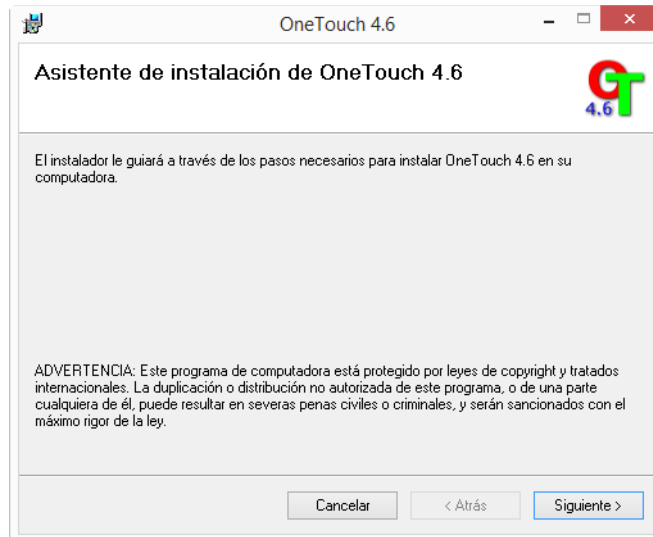 OneTouch 4.6
Asistente de instalación de OneTouch 4.6
OT
4.6
El instalador le guiará a través de los pasos necesarios para instalar OneTouch 4.6 en su
computadora.
ADVERTENCIA: Este programa de computadora está protegido por leyes de copyright y tratados
internacionales. La duplicación o distribución no autorizada de este programa, o de una parte
cualquiera de él, puede resultar en severas penas civiles o criminales, y serán sancionados con el
máximo rigor de la ley.
Cancelar < Atrás Siguiente >